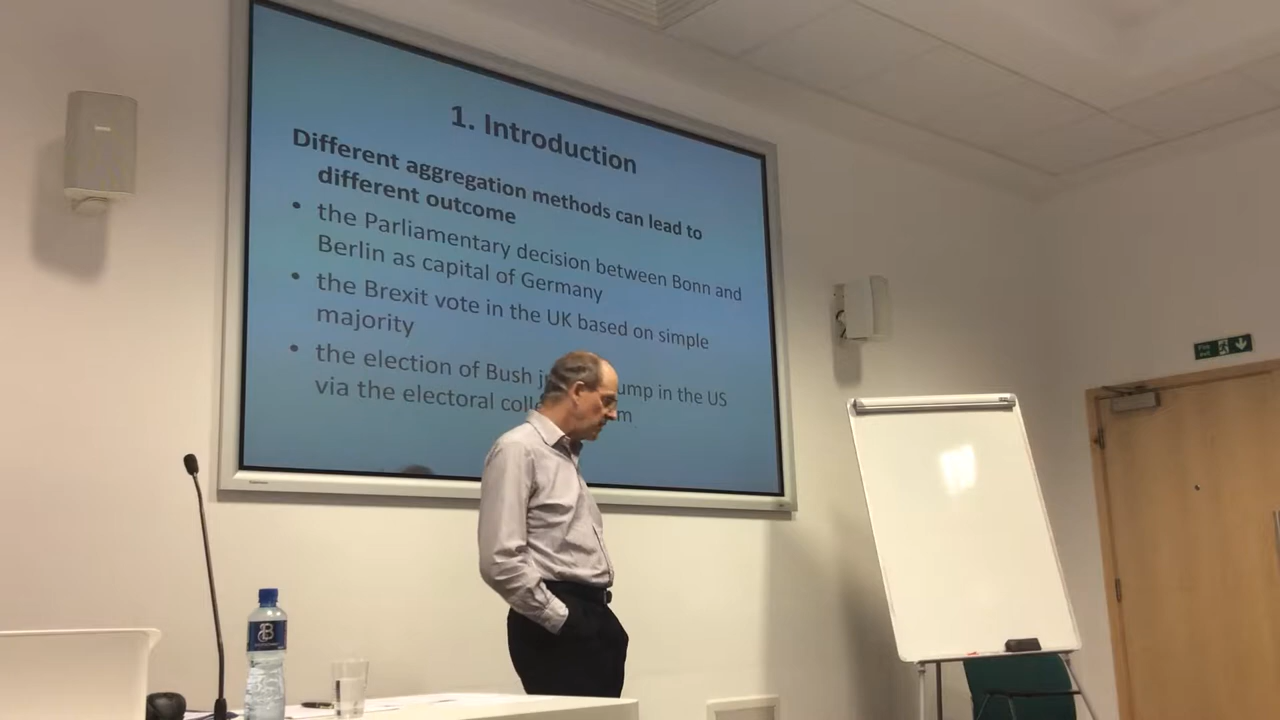 1. Introduction
Different aggregation methods can lead to
different outcome
• the Parliamentary decision between Bonn and
Berlin as capital of Germany
• the Brexit vote in the UK based on simple
majority
• the election of Bush in the US
via the electoral